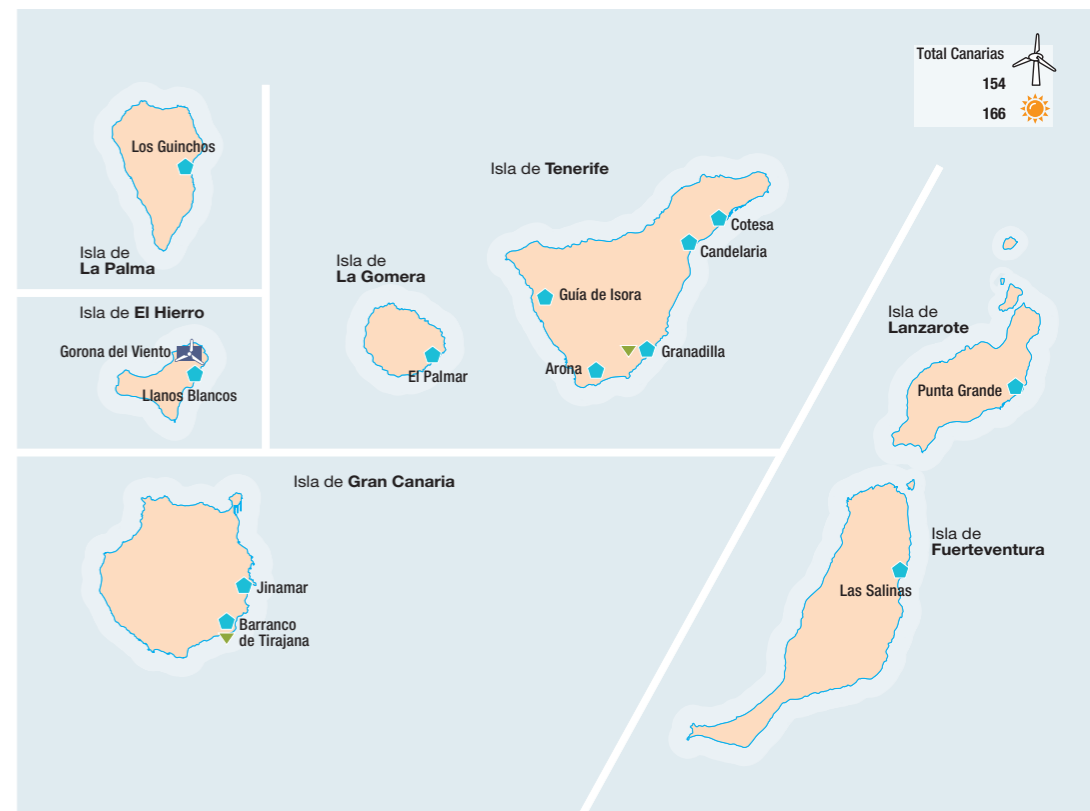 Total Canarias
154
166
Los Guinchos
Isla de
La Palma
Isla de El Hierro
Gorona del Viento
Llanos Blancos
Isla de Tenerife
Cotesa
Candelaria
Guía de Isora
Granadilla
Arona
Isla de
La Gomera
El Palmar
Isla de
Lanzarote
Punta Grande
Isla de Gran Canaria
Jinamar
Barranco
de Tirajana
Isla de
Fuerteventura
Las Salinas